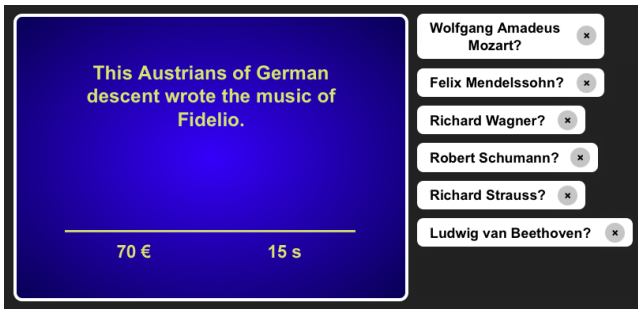 This Austrians of German
descent wrote the music of
Fidelio.
70 €
15 s
Wolfgang Amadeus
Mozart?
×
Felix Mendelssohn?
×
Richard Wagner?
×
Robert Schumann?
×
Richard Strauss?
×
Ludwig van Beethoven?
×